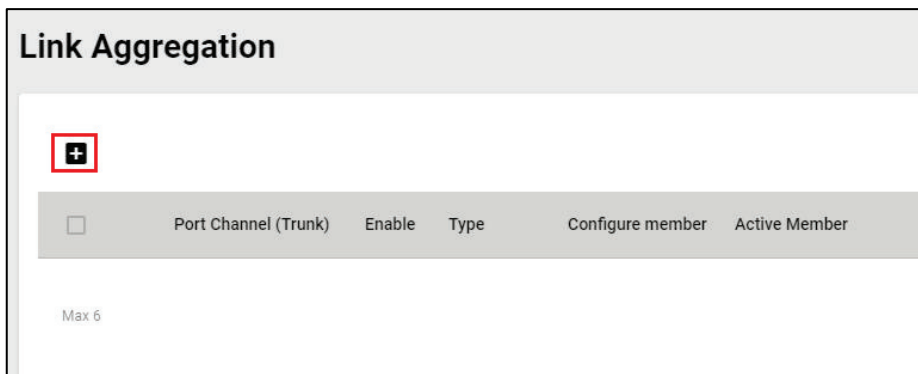 Link Aggregation
Port Channel (Trunk) Enable Type Configure member Active Member
Max 6